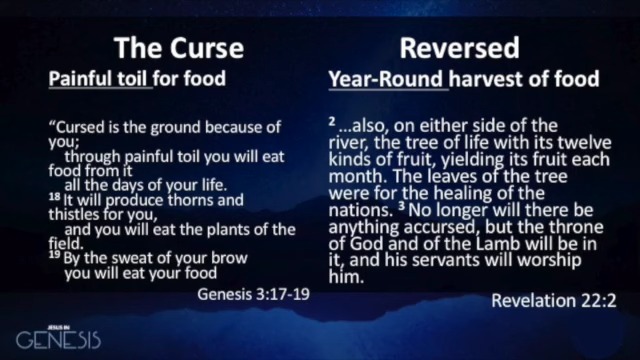 The Curse
Painful toil for food
“Cursed is the ground because of
you;
through painful toil you will eat
food from it
all the days of your life.
18 It will produce thorns and
thistles for you,
and you will eat the plants of the
field.
19 By the sweat of your brow
you will eat your food
Genesis 3:17-19
Reversed
Year-Round harvest of food
2 ...also, on either side of the
river, the tree of life with its twelve
kinds of fruit, yielding its fruit each
month. The leaves of the tree
were for the healing of the
nations. 3 No longer will there be
anything accursed, but the throne
of God and of the Lamb will be in
it, and his servants will worship
him.
Revelation 22:2
JESUS IN
GENESIS